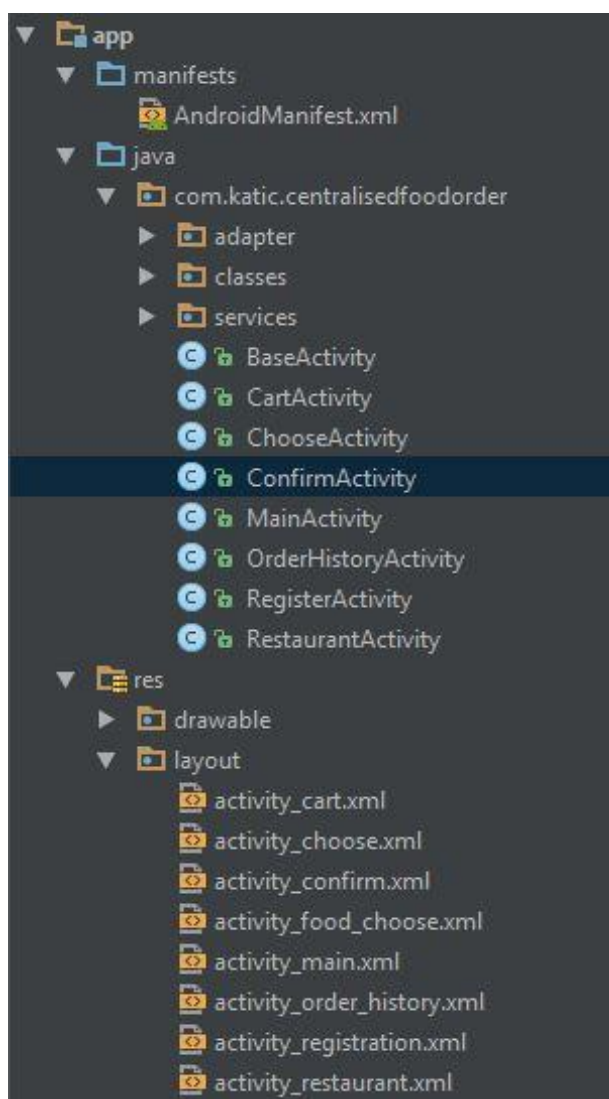 app
manifests
AndroidManifest.xml
java
com.katic.centralisedfoodorder
adapter
classes
services
BaseActivity
CartActivity
ChooseActivity
ConfirmActivity
MainActivity
OrderHistoryActivity
RegisterActivity
RestaurantActivity
res
drawable
layout
activity_cart.xml
activity_choose.xml
activity_confirm.xml
activity_food_choose.xml
activity_main.xml
activity_order_history.xml
activity_registration.xml
activity_restaurant.xml